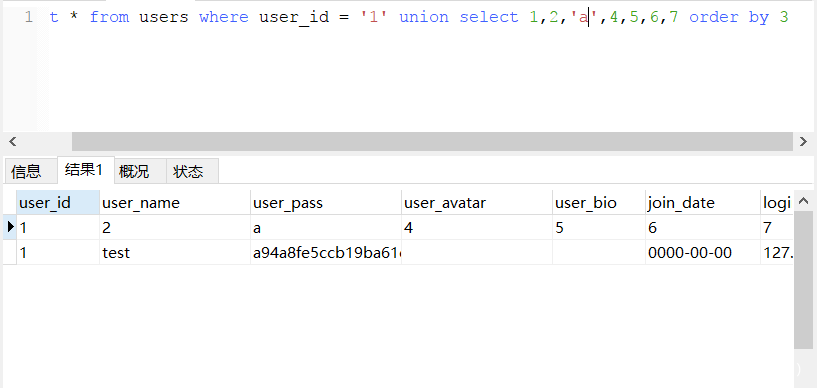 1 t * from users where user_id = '1' union select 1,2,'a',4,5,6,7 order by 3
信息 结果1 概况 状态
user_id user_name user_pass user_avatar user_bio join_date logi
1 2 a 4 5 6 7
1 test a94a8fe5ccb19ba61 0000-00-00 127.